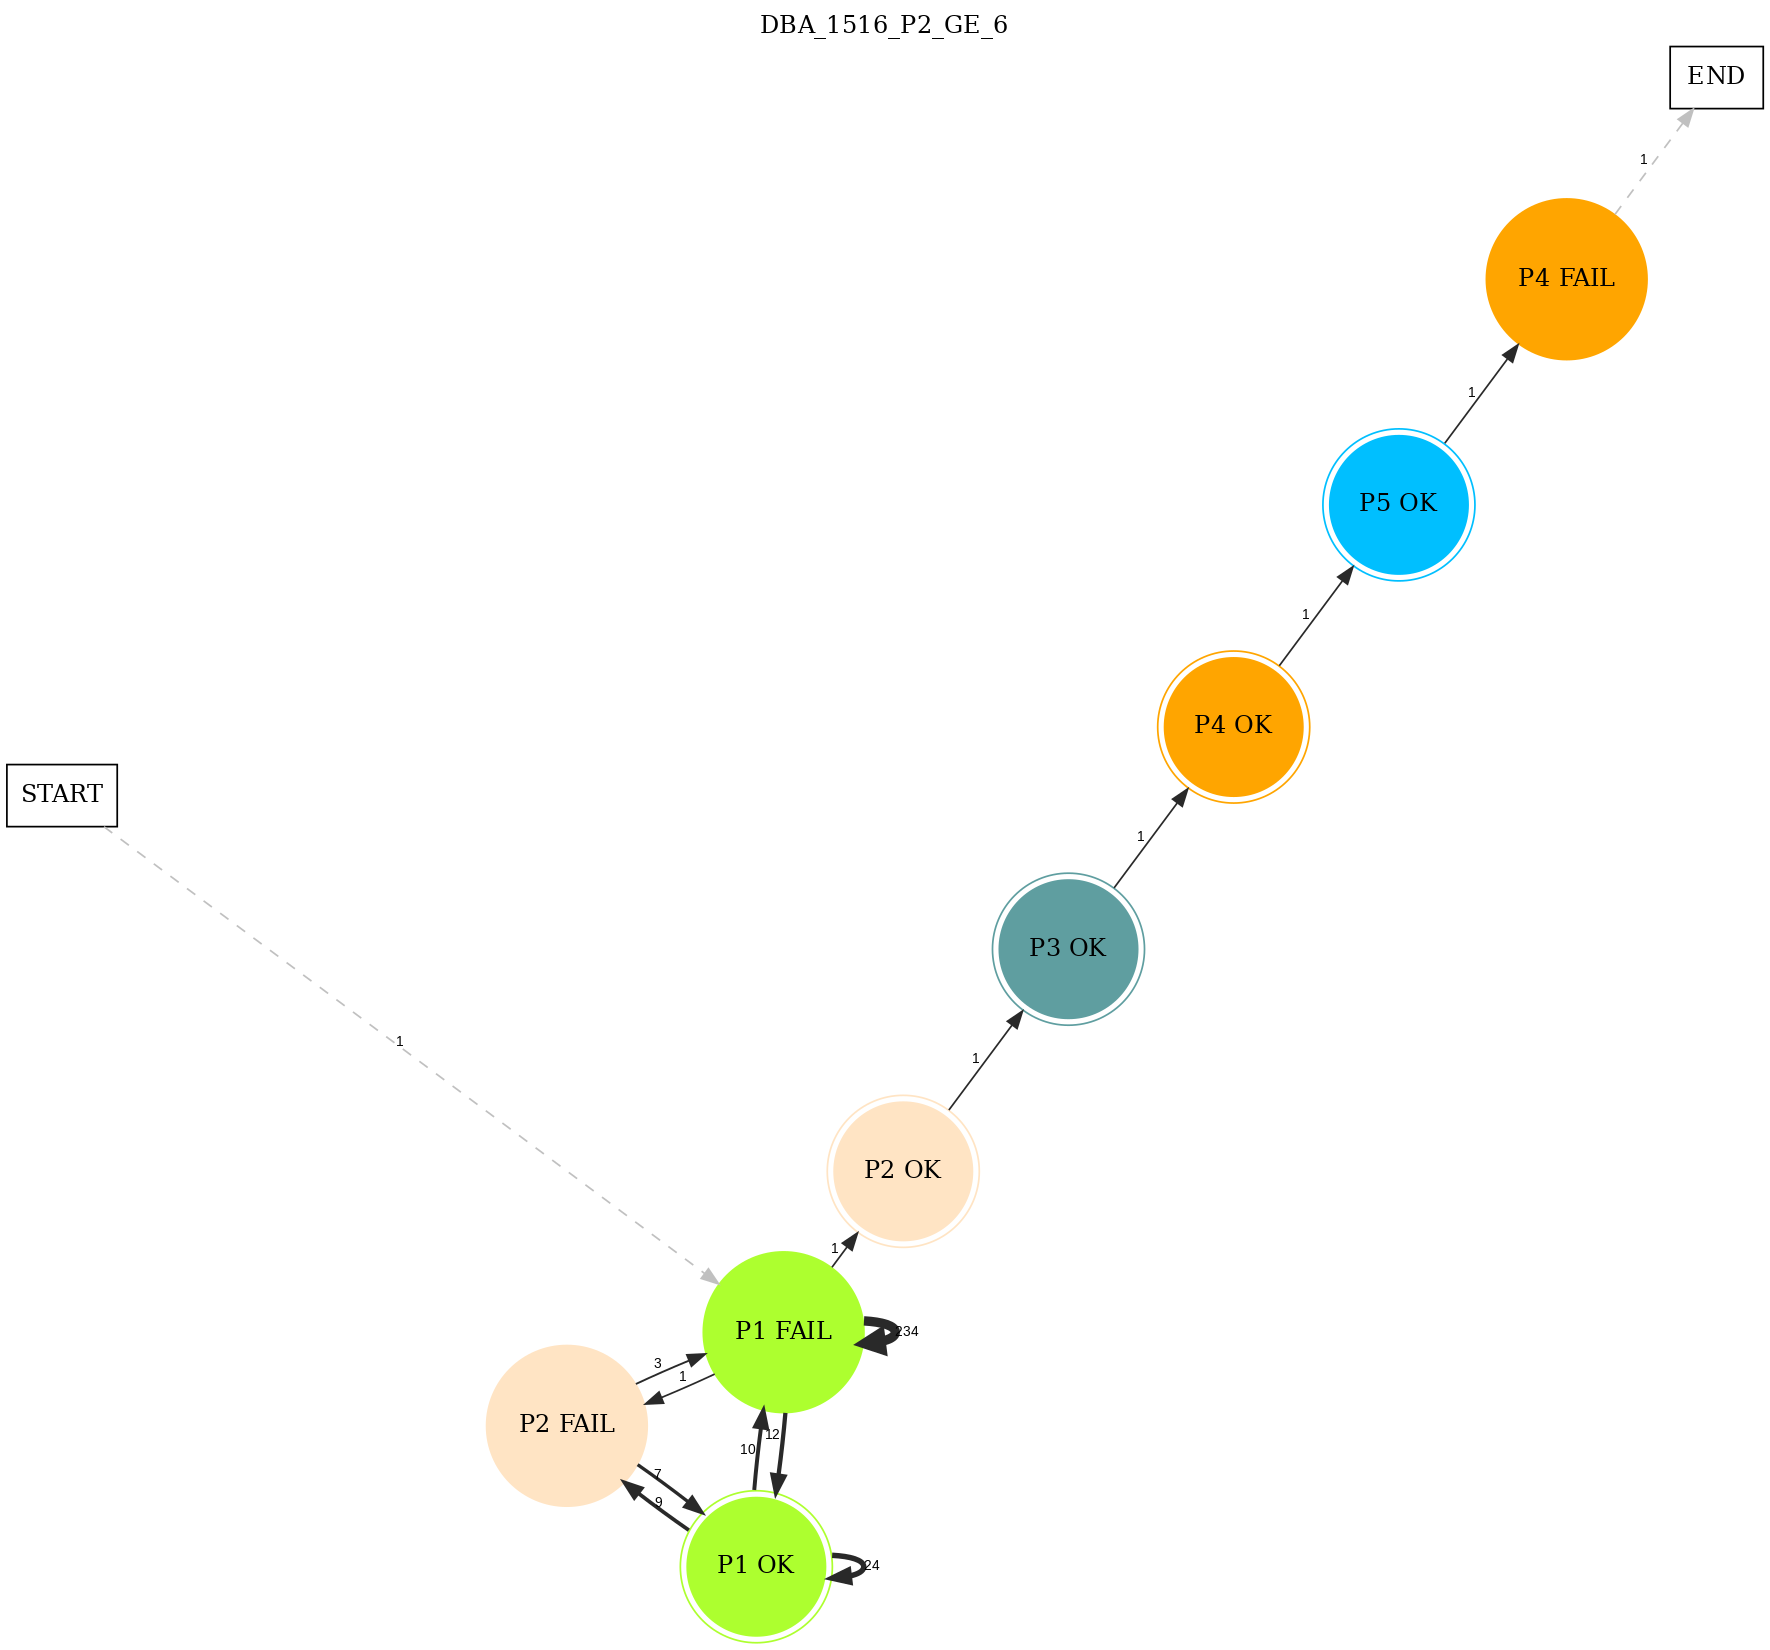 DBA_1516_P2_GE_6
END
1
P4 FAIL
1
P5 OK
1
P4 OK
START
1
P3 OK
1
1
P2 OK
1
P1 FAIL
234
3
1
P2 FAIL
12
10
7
9
P1 OK
24